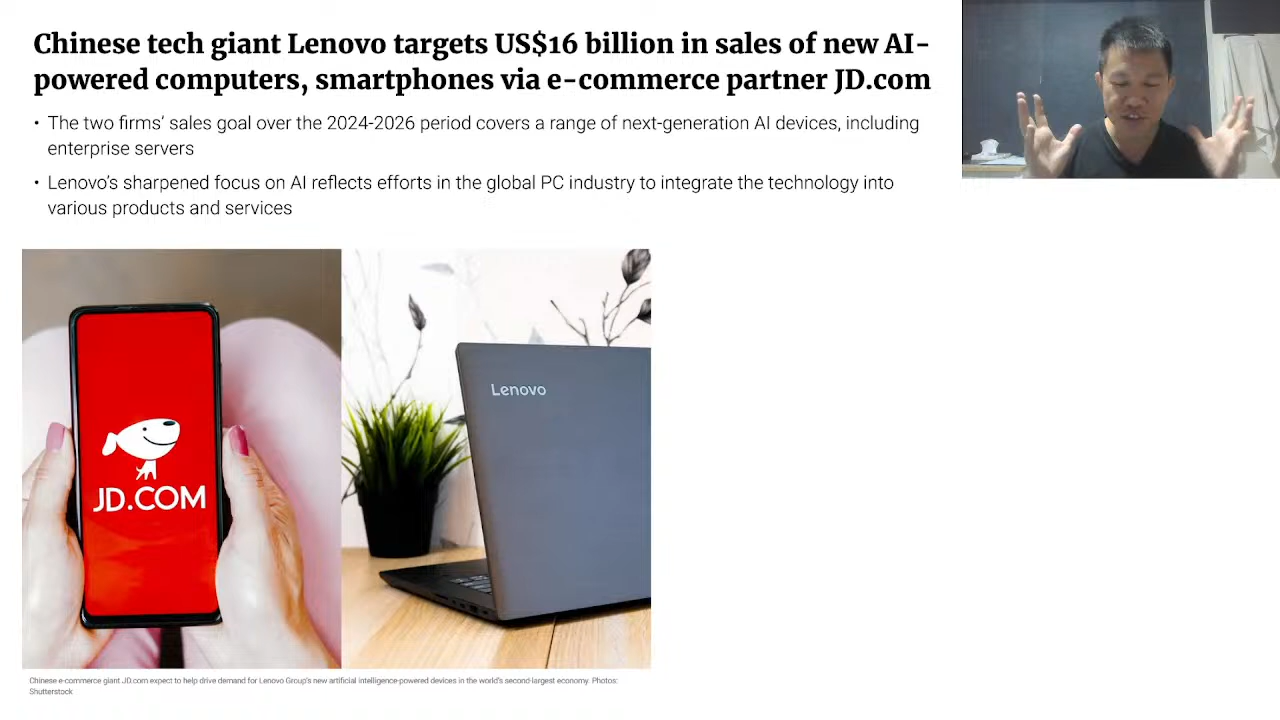 Chinese tech giant Lenovo targets US$16 billion in sales of new AI-
powered computers, smartphones via e-commerce partner JD.com
• The two firms' sales goal over the 2024-2026 period covers a range of next-generation AI devices, including
enterprise servers
• Lenovo's sharpened focus on AI reflects efforts in the global PC industry to integrate the technology into
various products and services
Lenovo
JD.COM
Chinese e-commerce giant JD.com expect to help drive demand for Lenovo Group's new artificial intelligence-powered devices in the world's second-largest economy. Photos:
Shutterstock